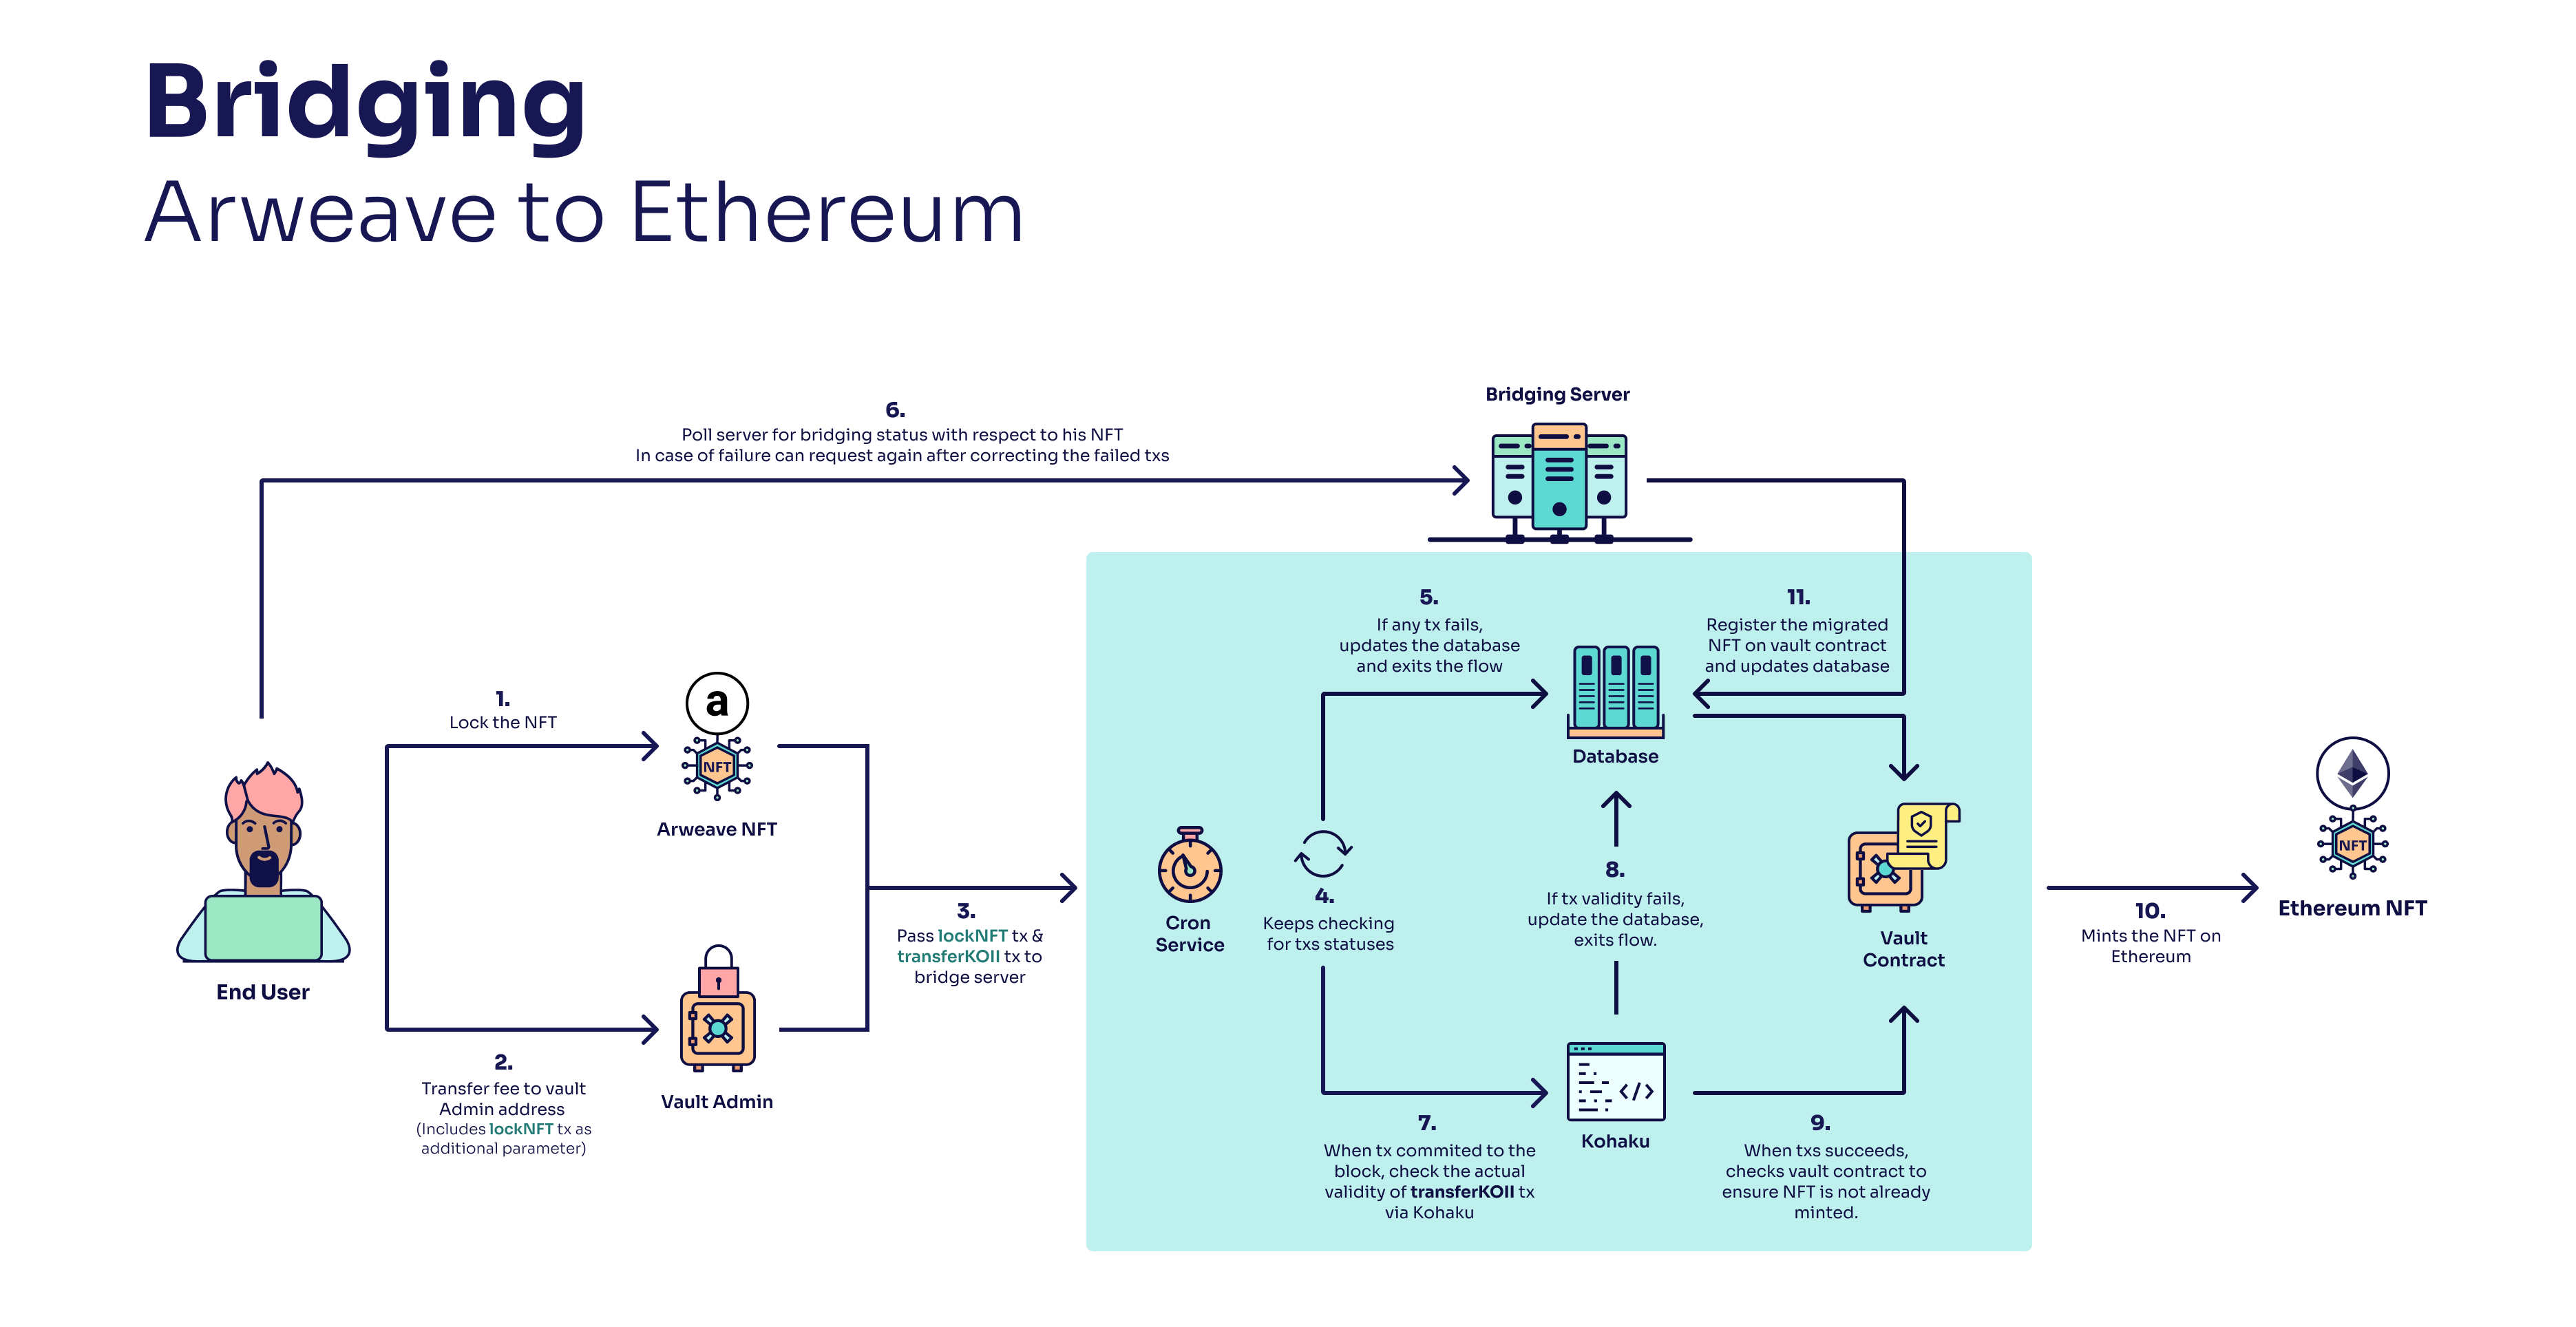 Bridging
Arweave to Ethereum
Bridging Server
6.
Poll server for bridging status with respect to his NFT
In case of failure can request again after correcting the failed txs
5.
If any tx fails,
updates the database
and exits the flow
11.
Register the migrated
NFT on vault contract
and updates database
1.
Lock the NFT
a
NFT
Arweave NFT
Database
NFT
Ethereum NFT
End User
2.
Transfer fee to vault
Admin address
(Includes lockNFT tx as
additional parameter)
Vault Admin
3.
Pass lockNFT tx &
transferKOII tx to
bridge server
Cron
Service
4.
Keeps checking
for txs statuses
8.
If tx validity fails,
update the database,
exits flow.
Vault
Contract
10.
Mints the NFT on
Ethereum
</>
Kohaku
7.
When tx commited to the
block, check the actual
validity of transferKOII tx
via Kohaku
9.
When txs succeeds,
checks vault contract to
ensure NFT is not already
minted.